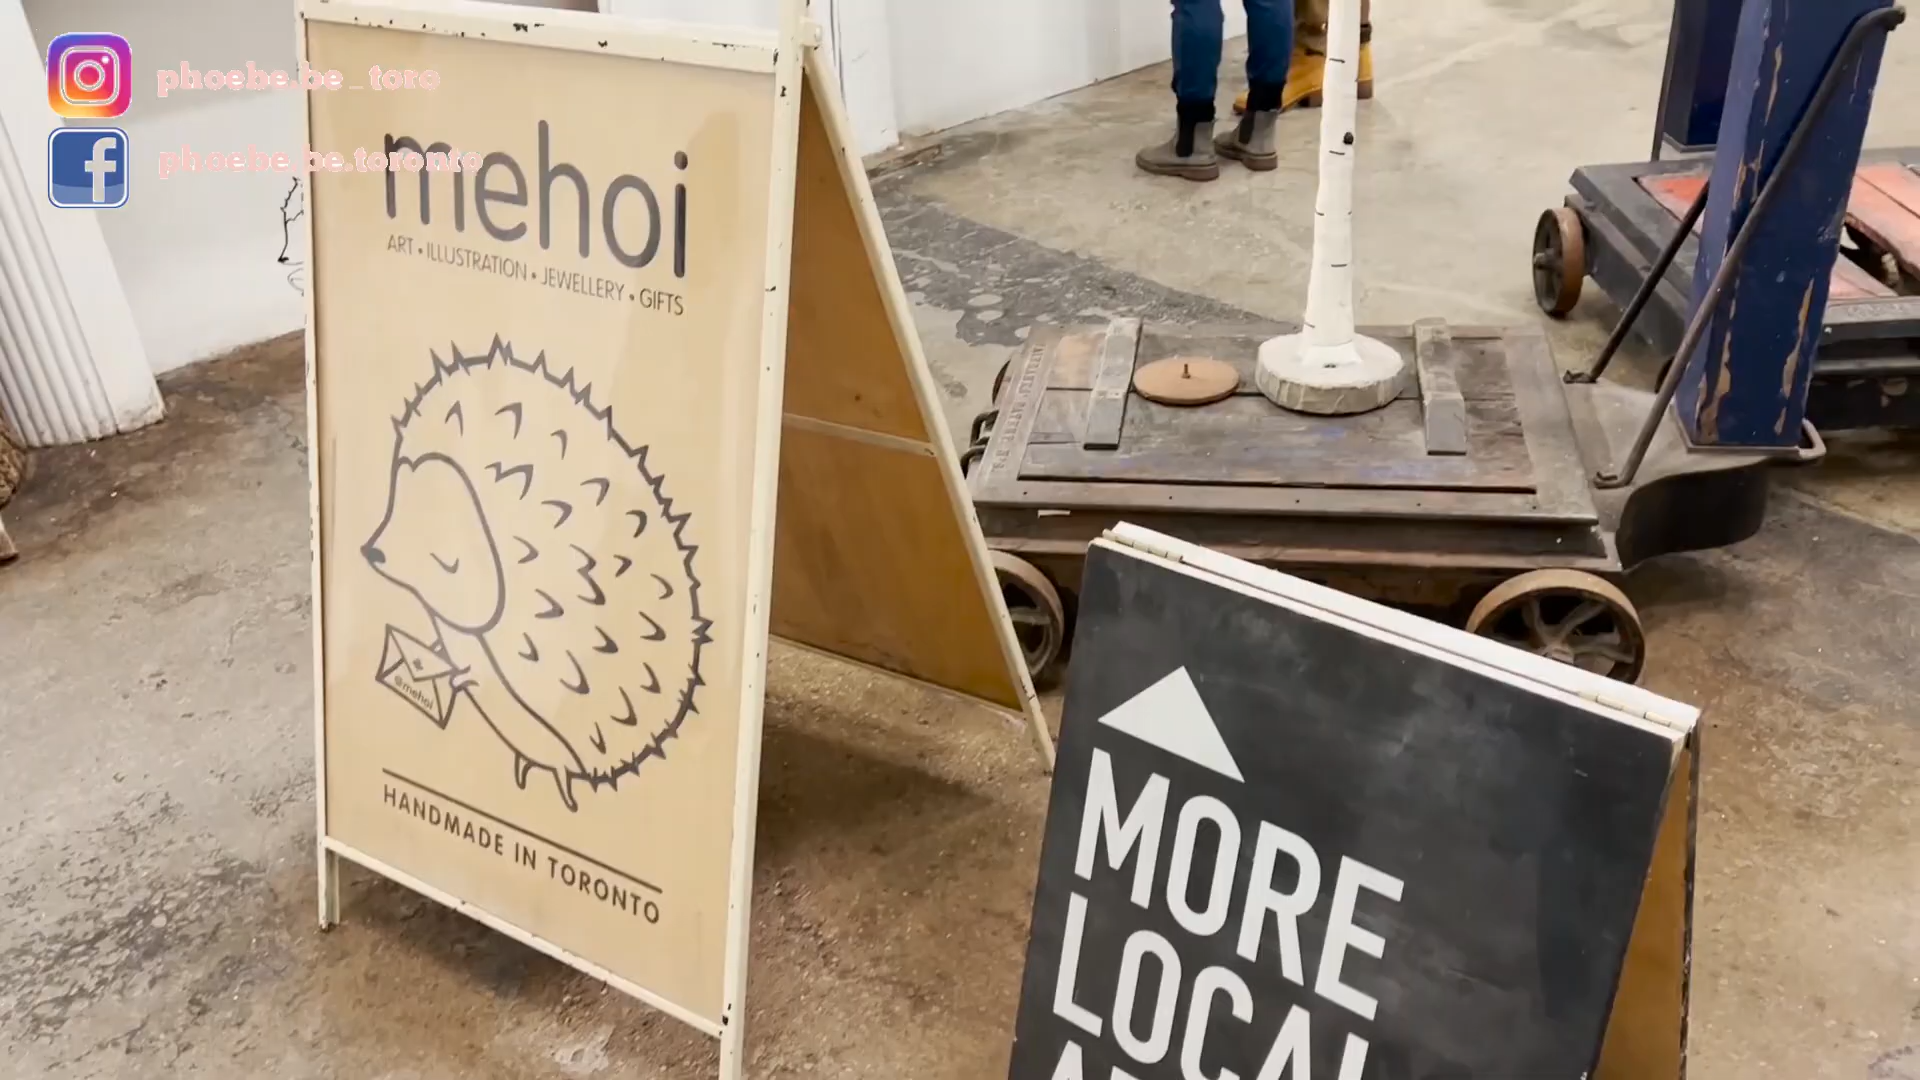 phoebe.be_toro
phoebe.be.toronto
mehoi
ART • ILLUSTRATION • JEWELLERY • GIFTS
@mehoi
HANDMADE IN TORONTO
MORE
LOCAL